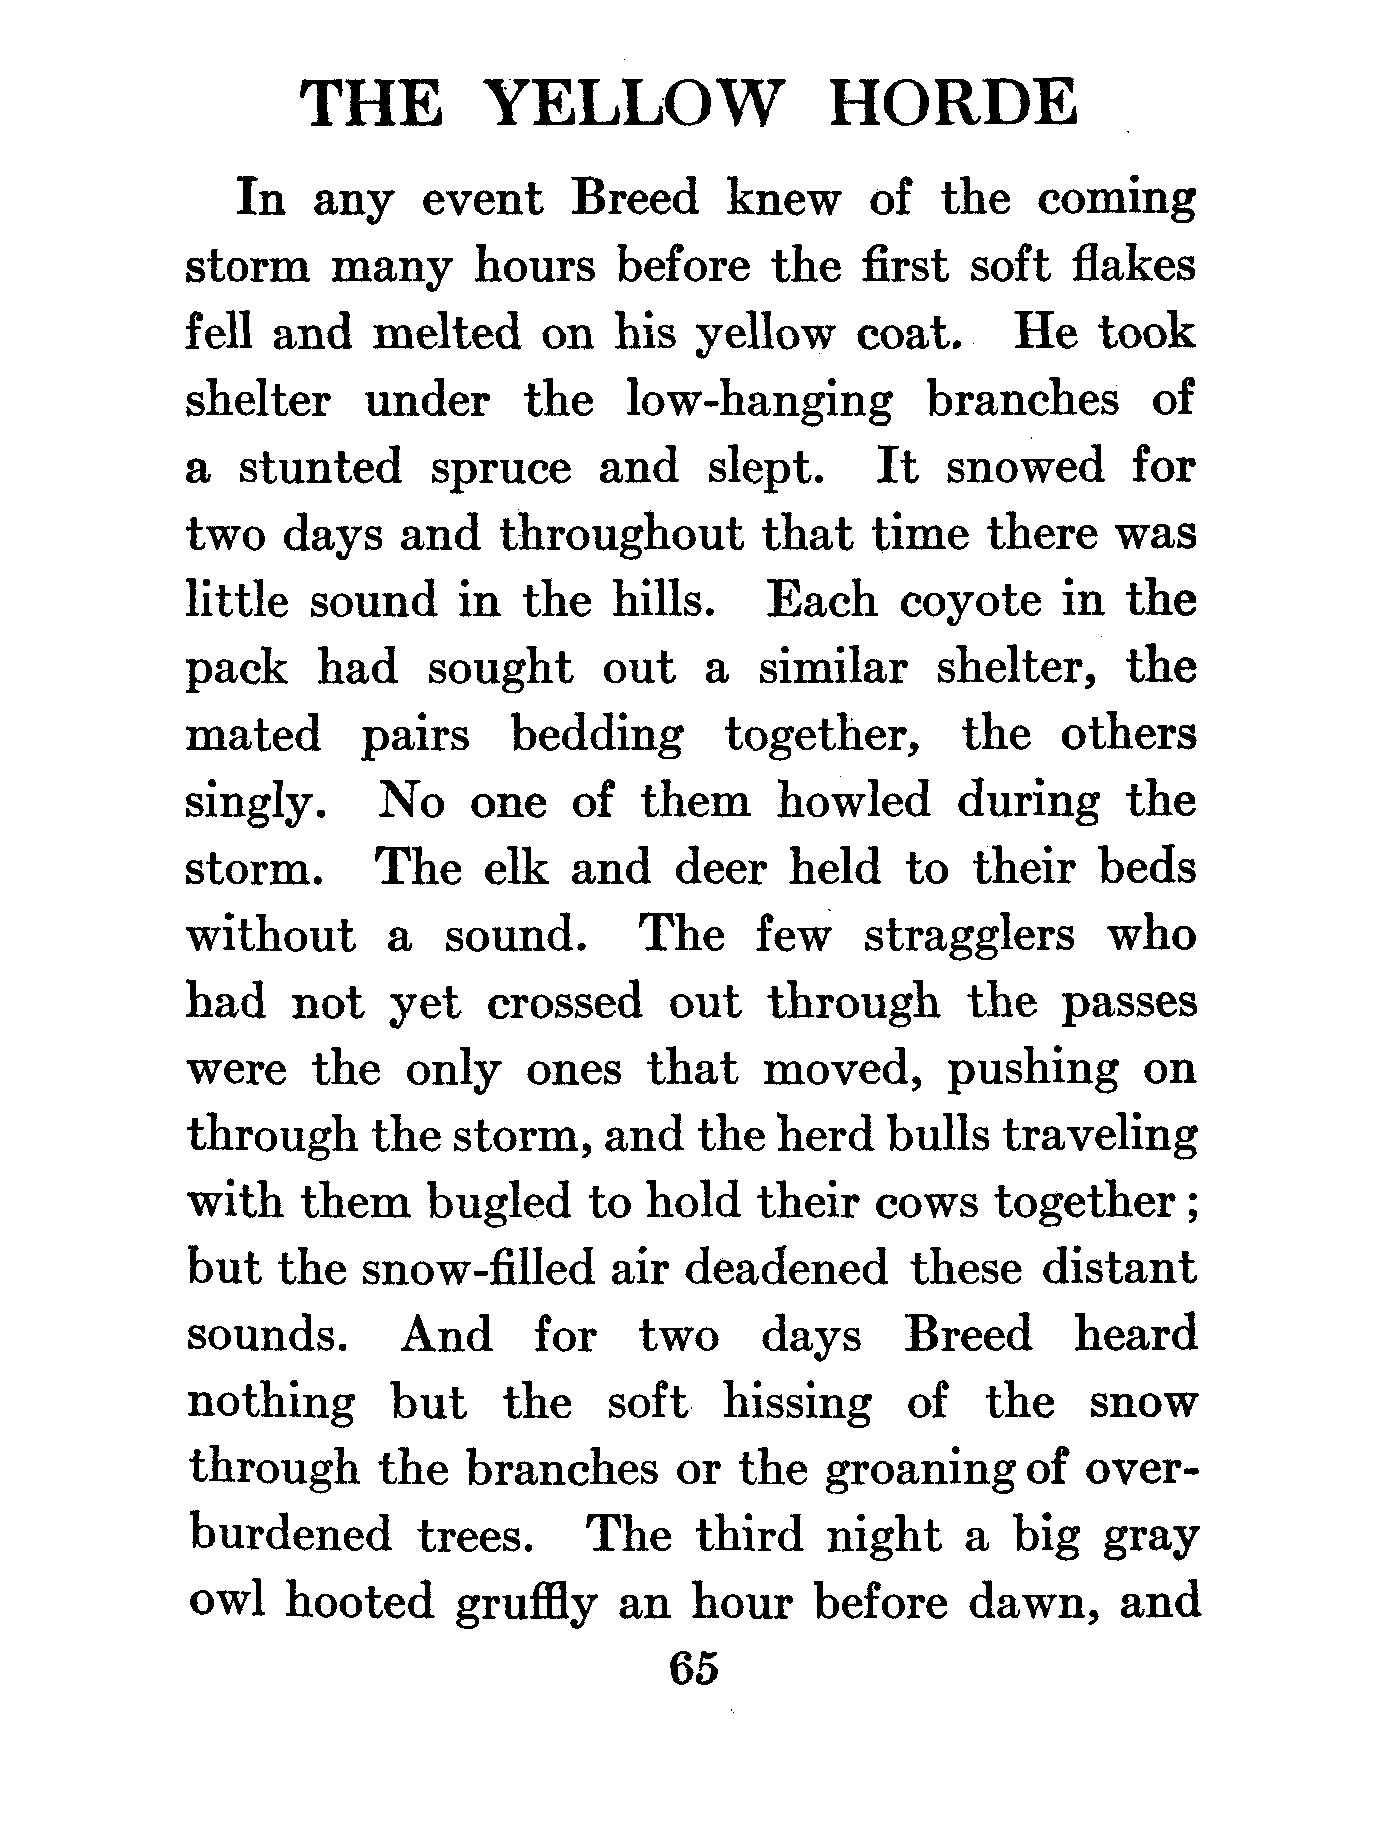 THE YELLOW HORDE
In any event Breed knew of the coming
storm many hours before the first soft flakes
fell and melted on his yellow coat. He took
shelter under the low-hanging branches of
a stunted spruce and slept. It snowed for
two days and throughout that time there was
little sound in the hills. Each coyote in the
pack had sought out a similar shelter, the
mated pairs bedding together, the others
singly. No one of them howled during the
storm. The elk and deer held to their beds
without a sound. The few stragglers who
had not yet crossed out through the passes
were the only ones that moved, pushing on
through the storm, and the herd bulls traveling
with them bugled to hold their cows together;
but the snow-filled air deadened these distant
sounds. And for two days Breed heard
nothing but the soft hissing of the snow
through the branches or the groaning of over-
burdened trees. The third night a big gray
owl hooted gruffly an hour before dawn, and
65